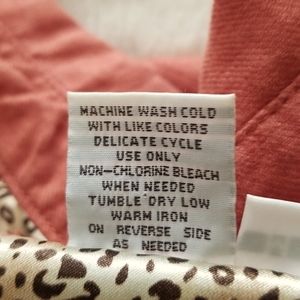 MACHINE WASH COLD
WITH LIKE COLORS
DELICATE CYCLE
USE ONLY
NON-CHLORINE BLEACH
WHEN NEEDED
TUMBLE DRY LOW
WARM IRON
ON REVERSE SIDE
AS NEEDED